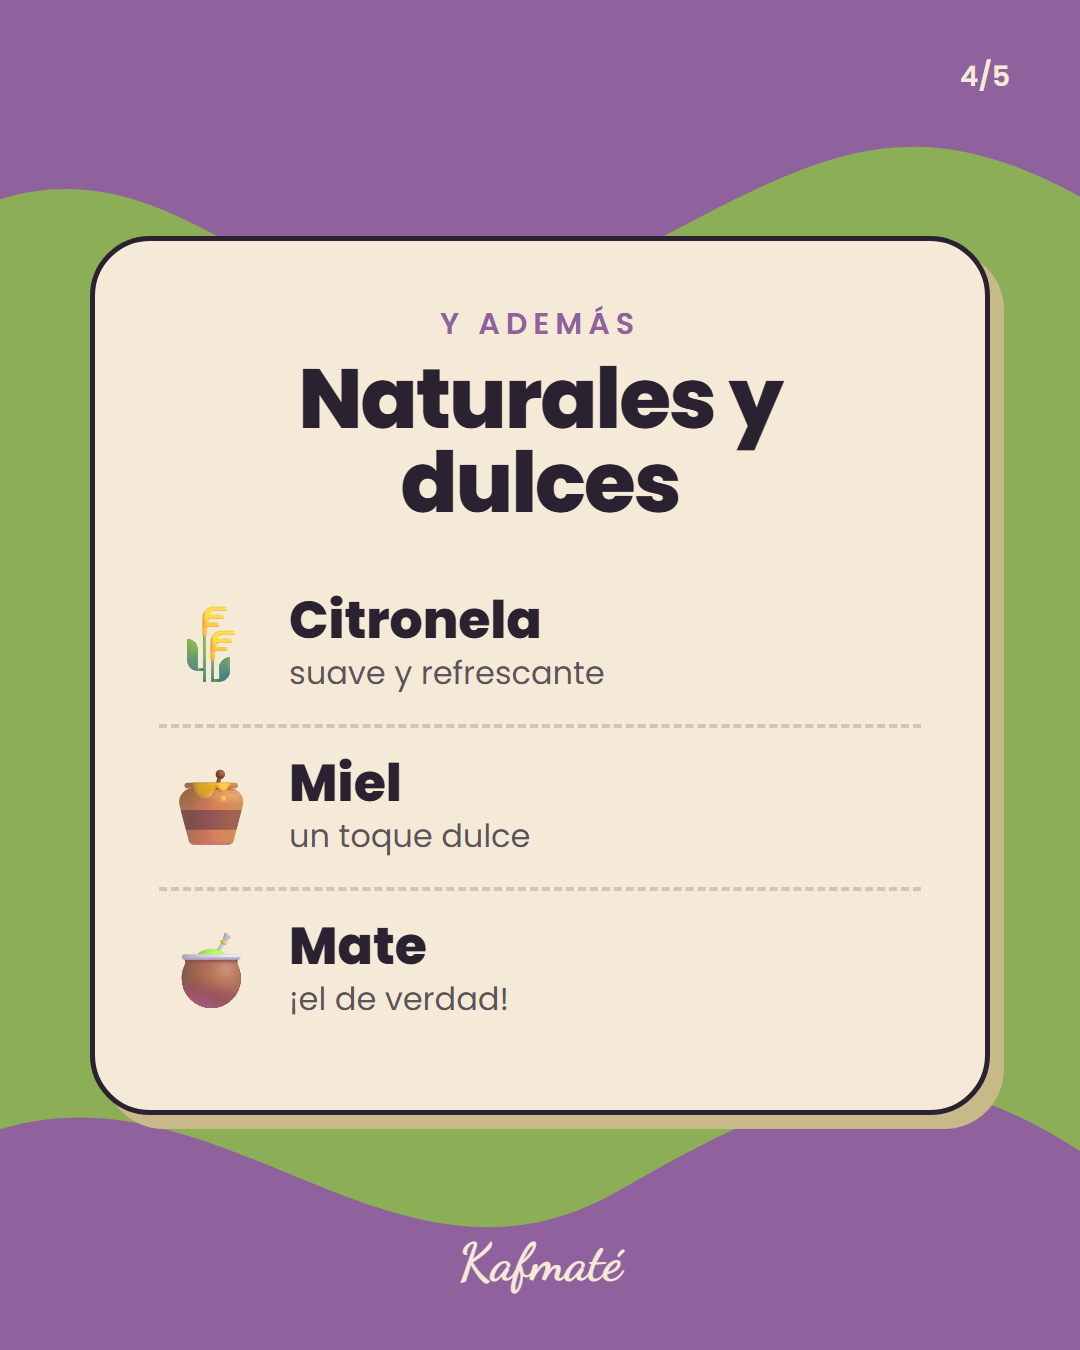 4/5
Y ADEMÁS
Naturales y
dulces
Citronela
suave y refrescante
Miel
un toque dulce
Mate
¡el de verdad!
Kafmaté